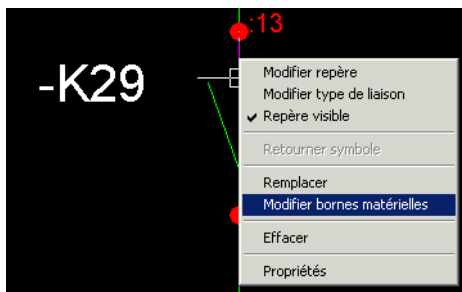 :13
-K29
Modifier repère
Modifier type de liaison
Repère visible
Retourner symbole
Remplacer
Modifier bornes matérielles
Effacer
Propriétés